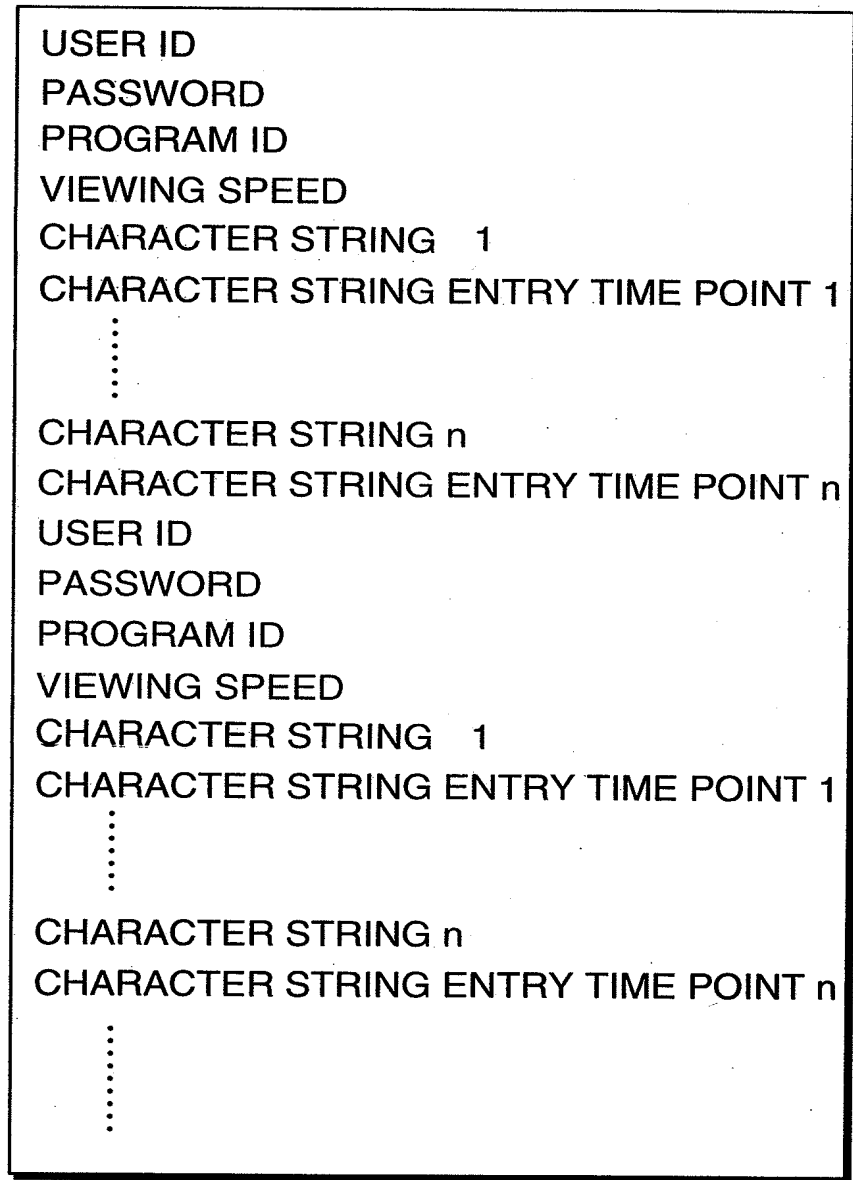 USER ID
PASSWORD
PROGRAM ID
VIEWING SPEED
CHARACTER STRING 1
CHARACTER STRING ENTRY TIME POINT 1
CHARACTER STRING n
CHARACTER STRING ENTRY TIME POINT n
USER ID
PASSWORD
PROGRAM ID
VIEWING SPEED
CHARACTER STRING 1
CHARACTER STRING ENTRY TIME POINT 1
CHARACTER STRING n
CHARACTER STRING ENTRY TIME POINT n